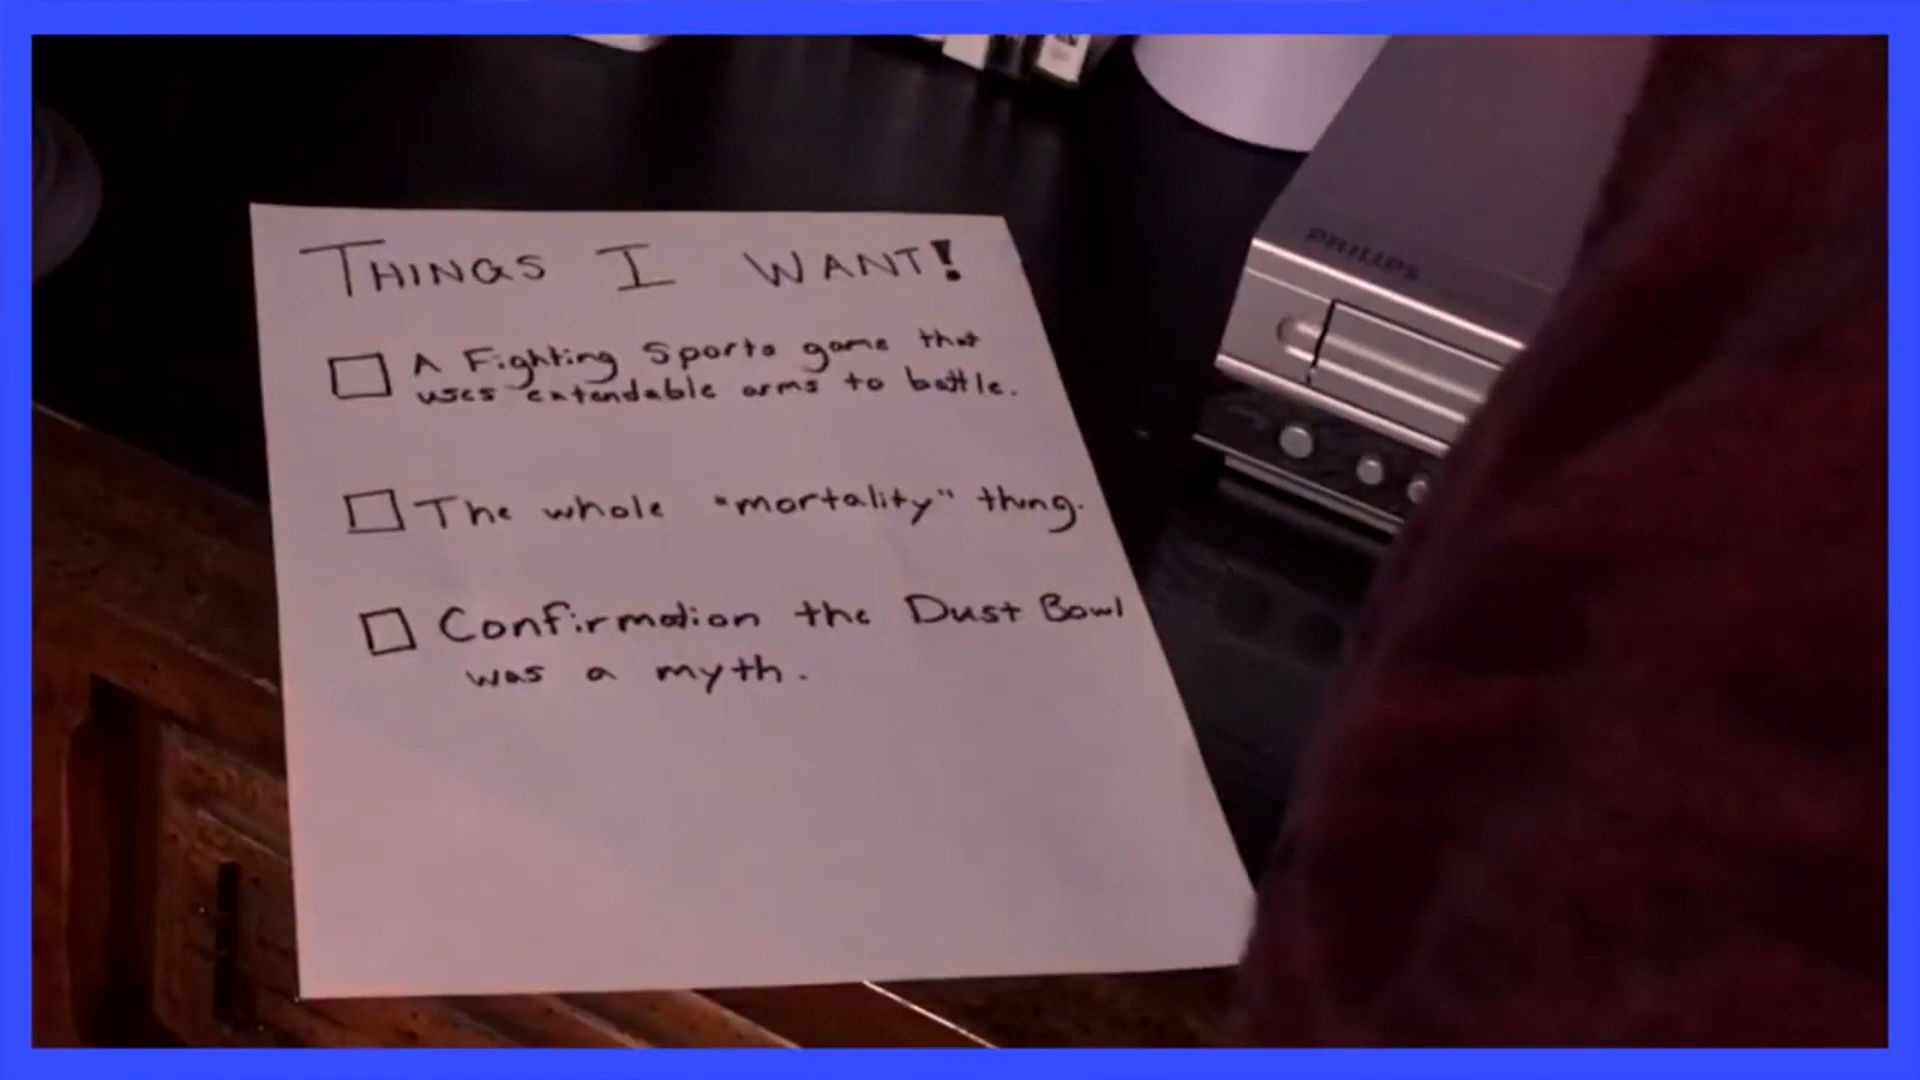 THINGS I WANT!
A Fighting Sports game that
uses extendable arms to battle.
The whole "mortality" thing.
Confirmation the Dust Bowl
was a myth.
PHILIPS